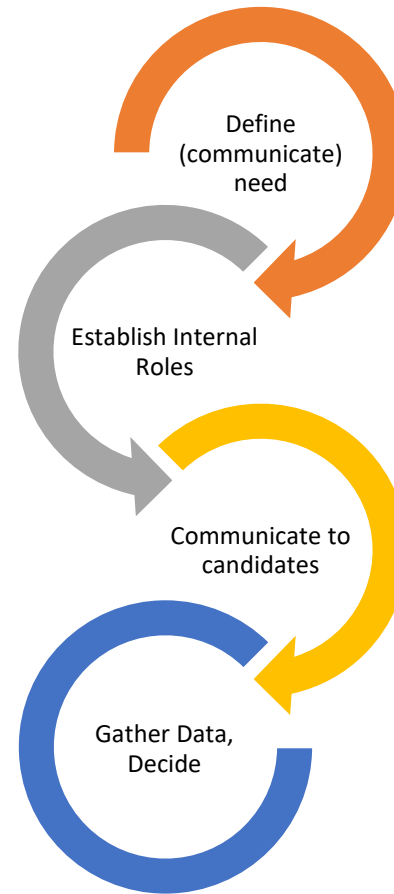 Define
(communicate)
need
Establish Internal
Roles
Communicate to
candidates
Gather Data,
Decide